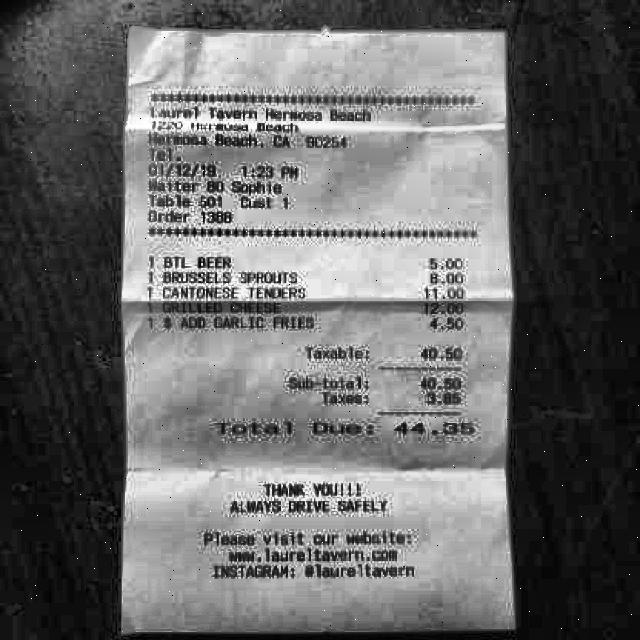 ****************************************
Laurel Tavern Hermosa Beach
1220 Hermosa Beach
Hermosa Beach, CA 90254
Tel.
01/12/19 1:23 PM
Waiter 80 Sophie
Table 501 Cust 1
Order 1388
****************************************
1 BTL BEER 5.00
1 BRUSSELS SPROUTS 8.00
1 CANTONESE TENDERS 11.00
1 GRILLED CHEESE 12.00
1 $ ADD GARLIC FRIES 4.50
Taxable: 40.50
Sub-total: 40.50
Taxes: 3.85
Total Due: 44.35
THANK YOU!!!
ALWAYS DRIVE SAFELY
Please visit our website:
www.laureltavern.com
INSTAGRAM: @laureltavern